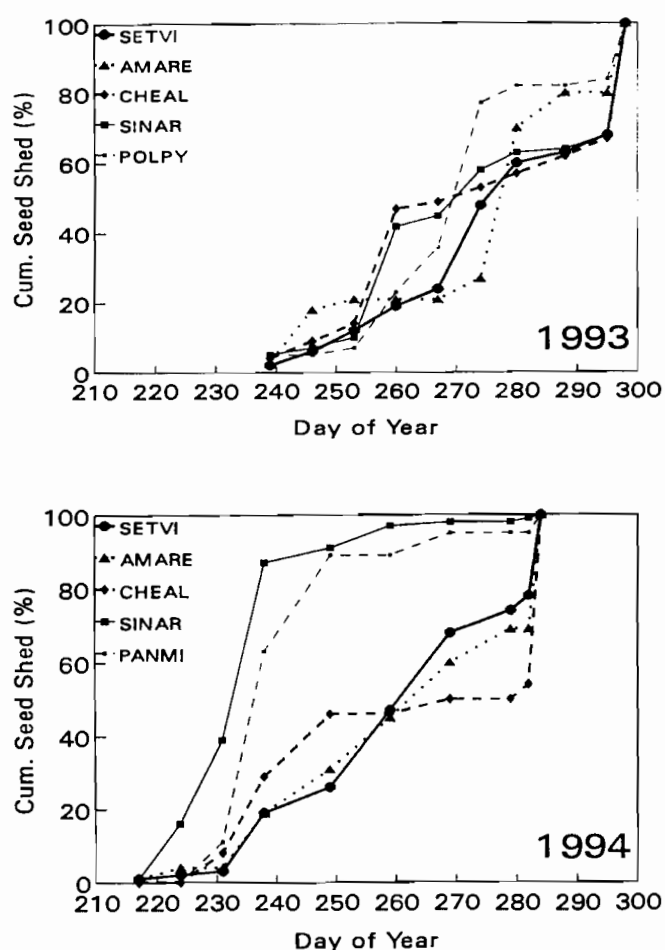 100
SETVI
AMARE
80
CHEAL
SINAR
60
POLPY
40
20
0
Cum. Seed Shed (%)
1993
210 220 230 240 250 260 270 280 290 300
Day of Year
100
SETVI
AMARE
80
CHEAL
SINAR
60
PANMI
40
20
0
Cum. Seed Shed (%)
1994
210 220 230 240 250 260 270 280 290 300
Day of Year